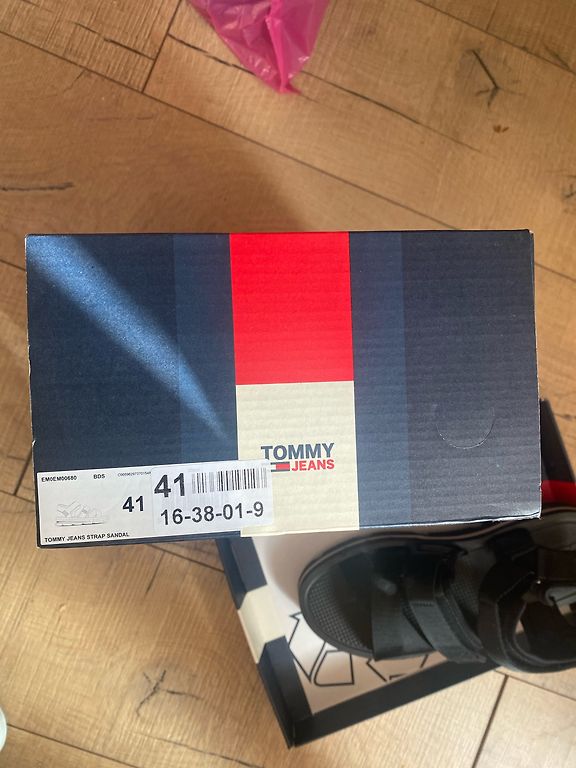 TOMMY
JEANS
EM0EM00680 BDS
41
41
16-38-01-9
TOMMY JEANS STRAP SANDAL